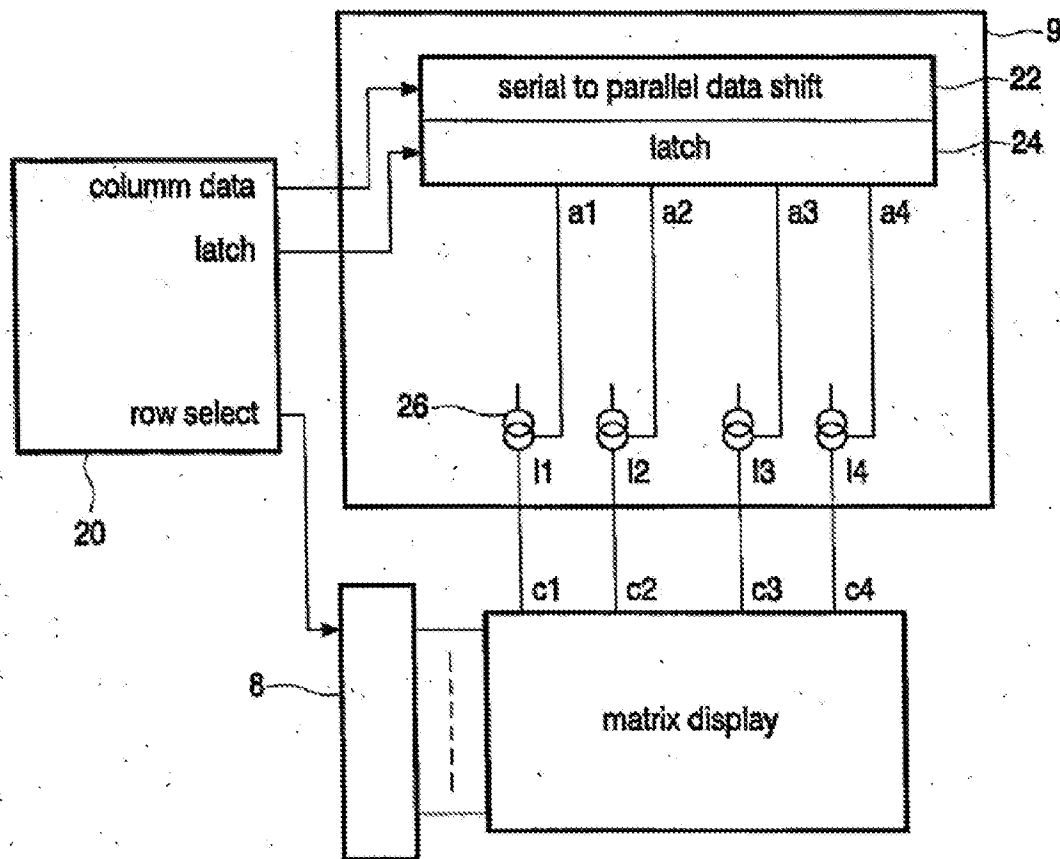 9
serial to parallel data shift
22
latch
24
columm data
a1 a2 a3 a4
latch
row select
26
I1 I2 I3 I4
20
c1 c2 c3 c4
8
matrix display